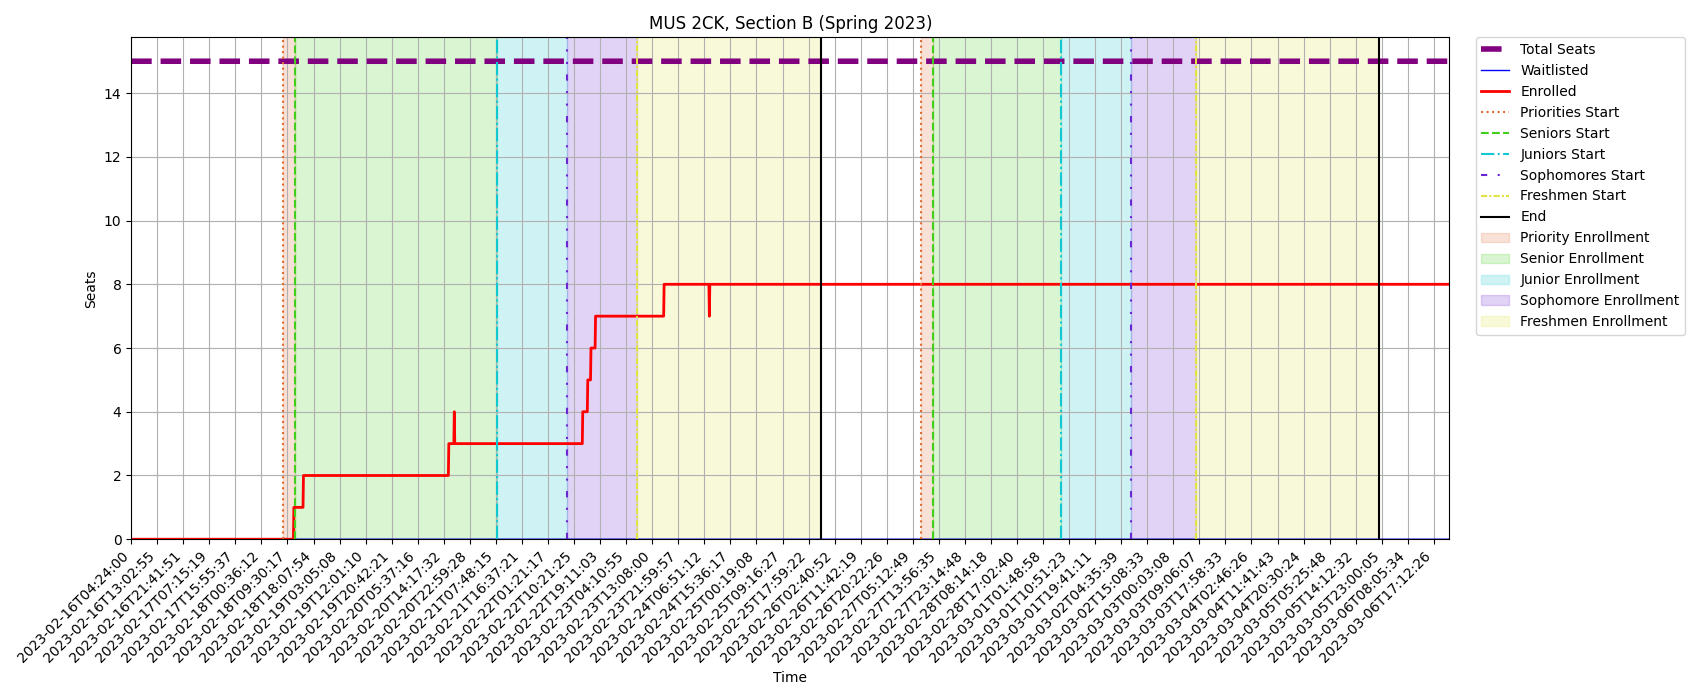 MUS 2CK, Section B (Spring 2023)
Total Seats
Waitlisted
Enrolled
Priorities Start
Seniors Start
Juniors Start
Sophomores Start
Freshmen Start
End
Priority Enrollment
Senior Enrollment
Junior Enrollment
Sophomore Enrollment
Freshmen Enrollment
Seats
14
12
10
8
6
4
2
0
2023-02-16T04:24:00
2023-02-16T13:02:55
2023-02-16T21:41:51
2023-02-17T07:15:19
2023-02-17T15:55:37
2023-02-18T00:36:12
2023-02-18T09:30:17
2023-02-18T18:07:54
2023-02-19T03:05:08
2023-02-19T12:01:10
2023-02-19T20:42:21
2023-02-20T05:37:16
2023-02-20T14:17:32
2023-02-20T22:59:28
2023-02-21T07:48:15
2023-02-21T16:37:21
2023-02-22T01:21:17
2023-02-22T10:21:25
2023-02-22T19:11:03
2023-02-23T04:10:55
2023-02-23T13:08:00
2023-02-23T21:59:57
2023-02-24T06:51:12
2023-02-24T15:36:17
2023-02-25T00:19:08
2023-02-25T09:16:27
2023-02-25T17:59:22
2023-02-26T02:40:52
2023-02-26T11:42:19
2023-02-26T20:22:26
2023-02-27T05:12:49
2023-02-27T13:56:35
2023-02-27T23:14:48
2023-02-28T08:14:18
2023-02-28T17:02:40
2023-03-01T01:48:58
2023-03-01T10:51:23
2023-03-01T19:41:11
2023-03-02T04:35:39
2023-03-02T15:08:33
2023-03-03T00:03:08
2023-03-03T09:06:07
2023-03-03T17:58:33
2023-03-04T02:46:26
2023-03-04T11:41:43
2023-03-04T20:30:24
2023-03-05T05:25:48
2023-03-05T14:12:32
2023-03-05T23:00:05
2023-03-06T08:05:34
2023-03-06T17:12:26
Time